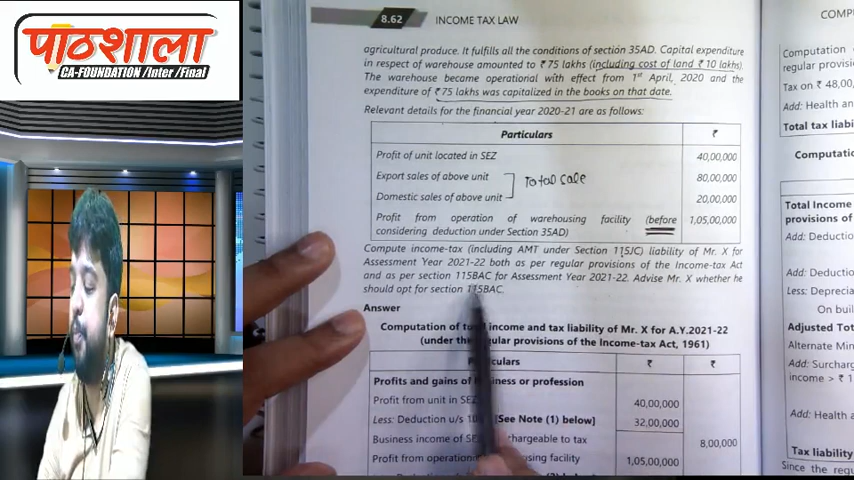 पाठशाला
CA-FOUNDATION/Inter/Final
8.62 INCOME TAX LAW
agricultural produce. It fulfills all the conditions of section 35AD. Capital expenditure
in respect of warehouse amounted to ₹ 75 lakhs (including cost of land ₹ 10 lakhs).
The warehouse became operational with effect from 1st April, 2020 and the
expenditure of ₹ 75 lakhs was capitalized in the books on that date.
Relevant details for the financial year 2020-21 are as follows:
Particulars ₹
Profit of unit located in SEZ 40,00,000
Export sales of above unit 80,00,000
Total sale
Domestic sales of above unit 20,00,000
Profit from operation of warehousing facility (before 1,05,00,000
considering deduction under Section 35AD)
Compute income-tax (including AMT under Section 115JC) liability of Mr. X for
Assessment Year 2021-22 both as per regular provisions of the Income-tax Act
and as per section 115BAC for Assessment Year 2021-22. Advise Mr. X whether he
should opt for section 115BAC.
Answer
Computation of total income and tax liability of Mr. X for A.Y.2021-22
(under the regular provisions of the Income-tax Act, 1961)
₹ ₹
Profits and gains of business or profession
Profit from unit in SEZ 40,00,000
Less: Deduction u/s [See Note (1) below] 32,00,000
Business income of SEZ chargeable to tax 8,00,000
Profit from operation facility 1,05,00,000
COMP
Computation
regular provisi
Tax on ₹ 48,00,
Add: Health an
Total tax liabi
Computati
Total Income
provisions of
Add: Deductio
Add: Deductio
Less: Deprecia
On buil
Adjusted Tot
Alternate Min
Add: Surcharg
income > ₹ 1
Add: Health a
Tax liability
Since the regu